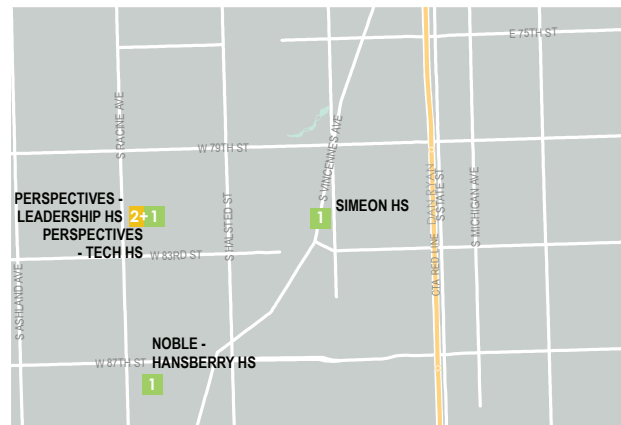 E 75TH ST
S RACINE AVE
W 79TH ST
S VINCENNES AVE
S HALSTED ST
DAN RYAN
S STATE ST
S MICHIGAN AVE
PERSPECTIVES -
LEADERSHIP HS
2+
1
PERSPECTIVES
- TECH HS
1
SIMEON HS
W 83RD ST
S ASHLAND AVE
CTA RED LINE
NOBLE -
HANSBERRY HS
W 87TH ST
1